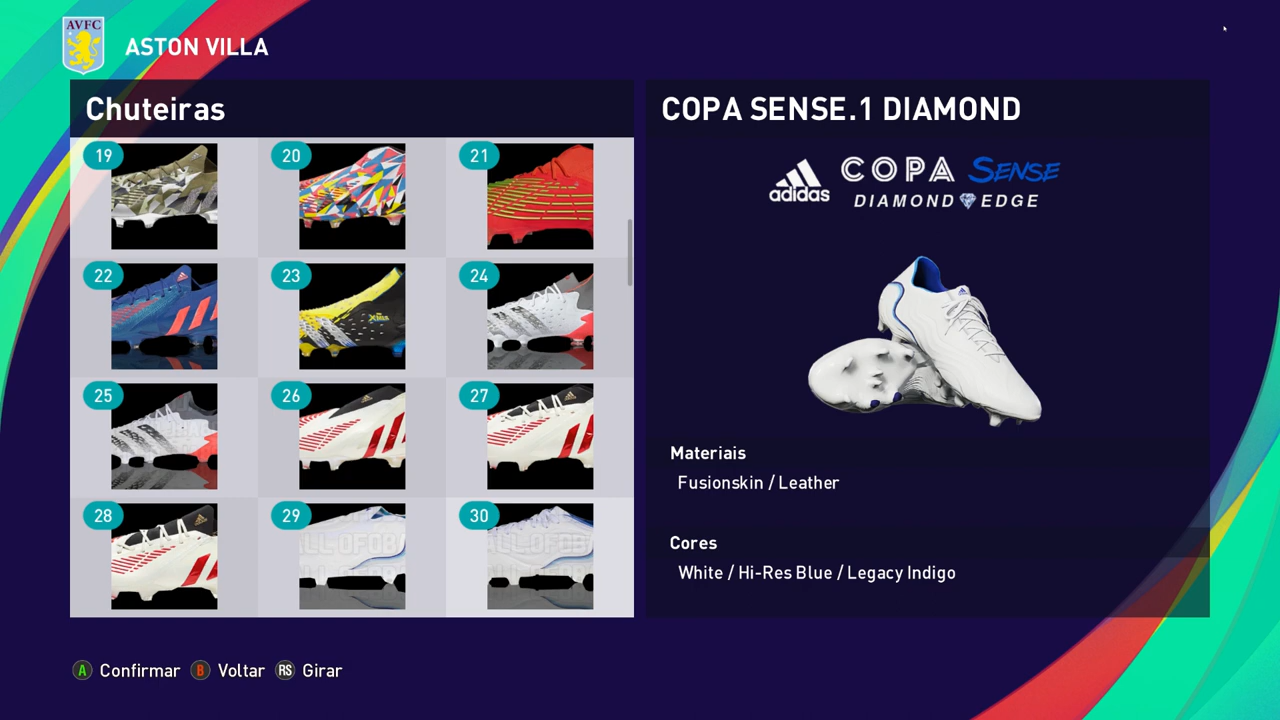 AVFC
ASTON VILLA
Chuteiras
COPA SENSE.1 DIAMOND
19
20
21
adidas
COPA Sense
DIAMOND EDGE
22
23
24
25
26
27
28
29
30
Materiais
Fusionskin / Leather
Cores
White / Hi-Res Blue / Legacy Indigo
A Confirmar B Voltar RS Girar